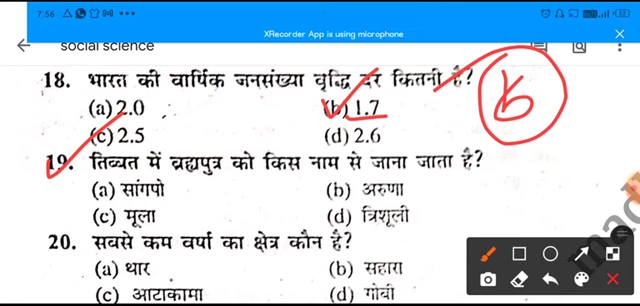 7:56
XRecorder App is using microphone
social science
18. भारत की वार्षिक जनसंख्या वृद्धि दर कितनी है?
(a) 2.0 (b) 1.7
(c) 2.5 (d) 2.6
b
19. तिब्बत में ब्रह्मपुत्र को किस नाम से जाना जाता है?
(a) सांगपो (b) अरुणा
(c) मूला (d) त्रिशूली
20. सबसे कम वर्षा का क्षेत्र कौन है?
(a) थार (b) सहारा
(c) आटाकामा (d) गोबी